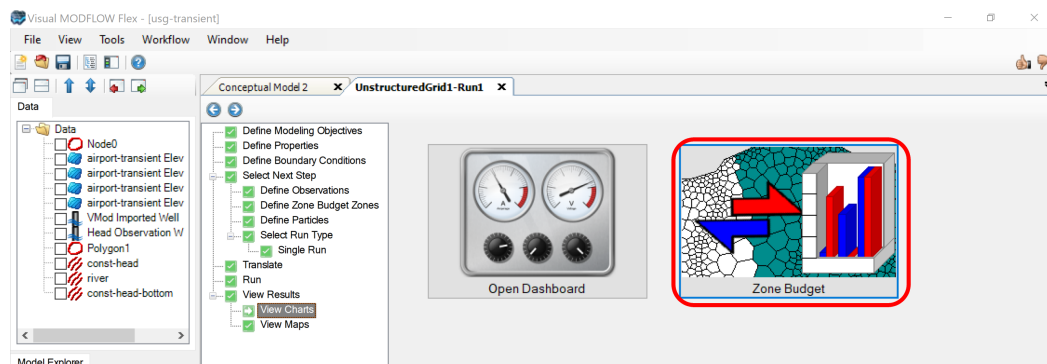 Visual MODFLOW Flex - [usg-transient]
File View Tools Workflow Window Help
Conceptual Model 2 UnstructuredGrid1-Run1
Data
Data
Node0
airport-transient Elev
airport-transient Elev
airport-transient Elev
airport-transient Elev
VMod Imported Well
Head Observation W
Polygon1
const-head
river
const-head-bottom
Model Explorer
Define Modeling Objectives
Define Properties
Define Boundary Conditions
Select Next Step
Define Observations
Define Zone Budget Zones
Define Particles
Select Run Type
Single Run
Translate
Run
View Results
View Charts
View Maps
A
V
Open Dashboard
Zone Budget